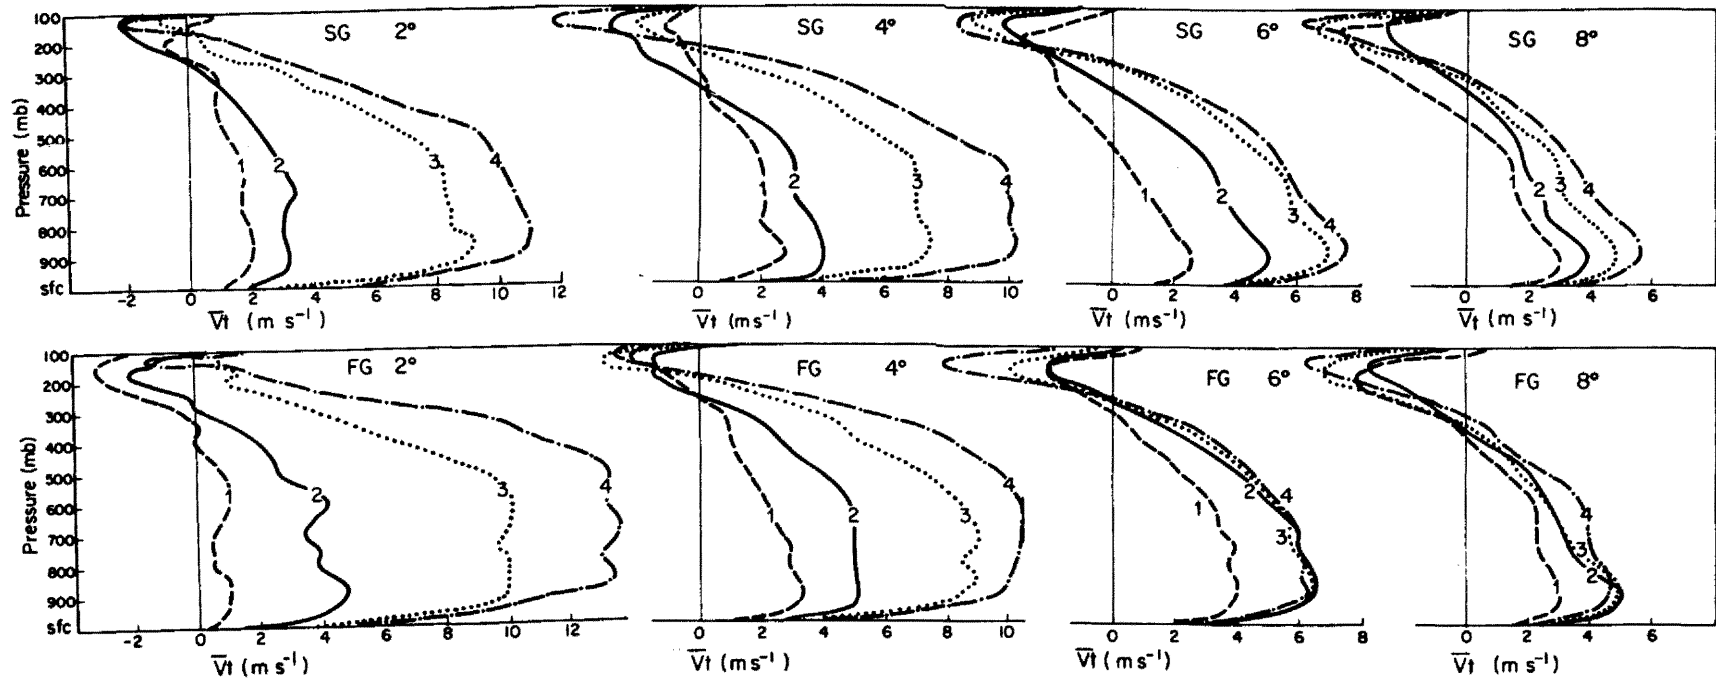 SG 2° SG 4° SG 6° SG 8°
100
200
300
400
500
600
700
800
900
sfc
Pressure (mb)
1 2 3 4
1 2 3 4
1 2 3 4
1 2 3 4
-2 0 2 4 6 8 10 12
0 2 4 6 8 10
0 2 4 6 8
0 2 4 6
V̅t (m s⁻¹) V̅t (m s⁻¹) V̅t (m s⁻¹) V̅t (m s⁻¹)
FG 2° FG 4° FG 6° FG 8°
100
200
300
400
500
600
700
800
900
sfc
Pressure (mb)
1 2 3 4
1 2 3 4
1 2 3 4
1 2 3 4
-2 0 2 4 6 8 10 12
0 2 4 6 8 10
0 2 4 6 8
0 2 4 6
V̅t (m s⁻¹) V̅t (m s⁻¹) V̅t (m s⁻¹) V̅t (m s⁻¹)